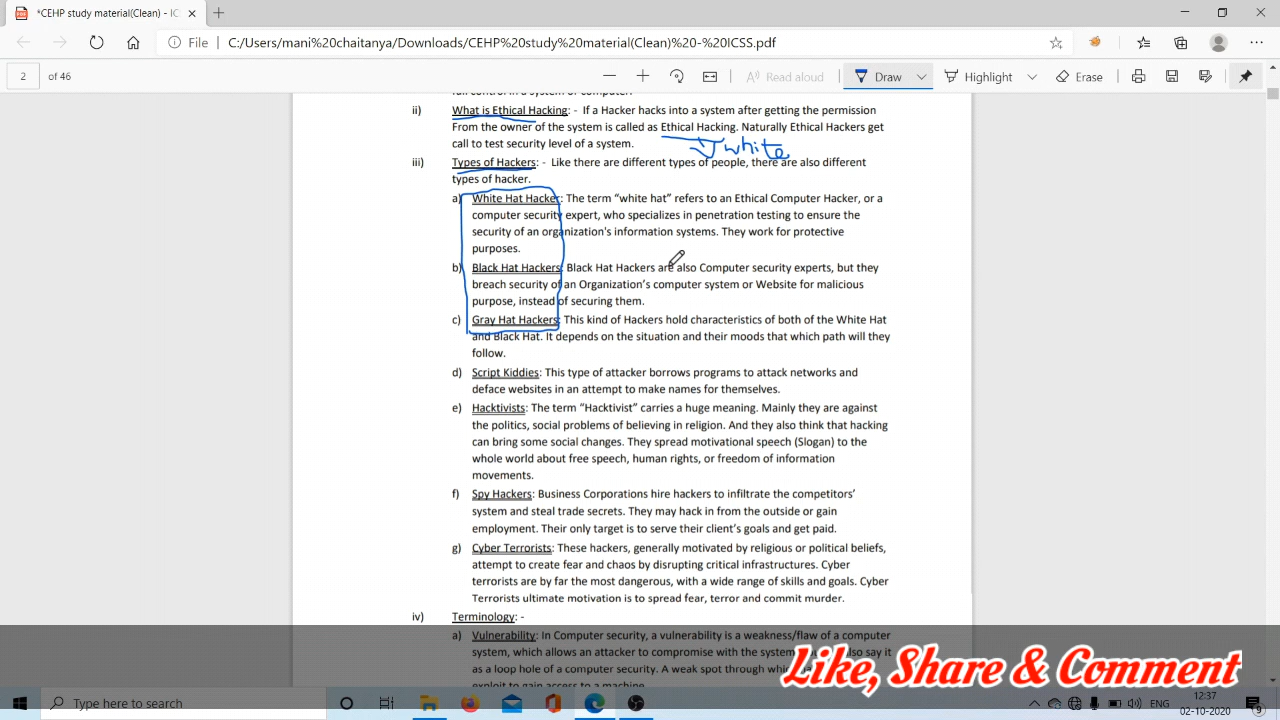 *CEHP study material(Clean) - IC
File
C:/Users/mani%20chaitanya/Downloads/CEHP%20study%20material(Clean)%20-%20ICSS.pdf
2 of 46
Read aloud
Draw
Highlight
Erase
full control in a system or computer.
ii) What is Ethical Hacking: - If a Hacker hacks into a system after getting the permission
From the owner of the system is called as Ethical Hacking. Naturally Ethical Hackers get
call to test security level of a system.
white
iii) Types of Hackers: - Like there are different types of people, there are also different
types of hacker.
a) White Hat Hacker: The term “white hat” refers to an Ethical Computer Hacker, or a
computer security expert, who specializes in penetration testing to ensure the
security of an organization's information systems. They work for protective
purposes.
b) Black Hat Hackers: Black Hat Hackers are also Computer security experts, but they
breach security of an Organization’s computer system or Website for malicious
purpose, instead of securing them.
c) Gray Hat Hackers: This kind of Hackers hold characteristics of both of the White Hat
and Black Hat. It depends on the situation and their moods that which path will they
follow.
d) Script Kiddies: This type of attacker borrows programs to attack networks and
deface websites in an attempt to make names for themselves.
e) Hacktivists: The term “Hacktivist” carries a huge meaning. Mainly they are against
the politics, social problems of believing in religion. And they also think that hacking
can bring some social changes. They spread motivational speech (Slogan) to the
whole world about free speech, human rights, or freedom of information
movements.
f) Spy Hackers: Business Corporations hire hackers to infiltrate the competitors’
system and steal trade secrets. They may hack in from the outside or gain
employment. Their only target is to serve their client’s goals and get paid.
g) Cyber Terrorists: These hackers, generally motivated by religious or political beliefs,
attempt to create fear and chaos by disrupting critical infrastructures. Cyber
terrorists are by far the most dangerous, with a wide range of skills and goals. Cyber
Terrorists ultimate motivation is to spread fear, terror and commit murder.
iv) Terminology: -
a) Vulnerability: In Computer security, a vulnerability is a weakness/flaw of a computer
system, which allows an attacker to compromise with the system also say it
as a loop hole of a computer security. A weak spot through
exploit to gain access to a machine.
Like, Share & Comment
Type here to search
ENG
12:37
02-10-2020
9